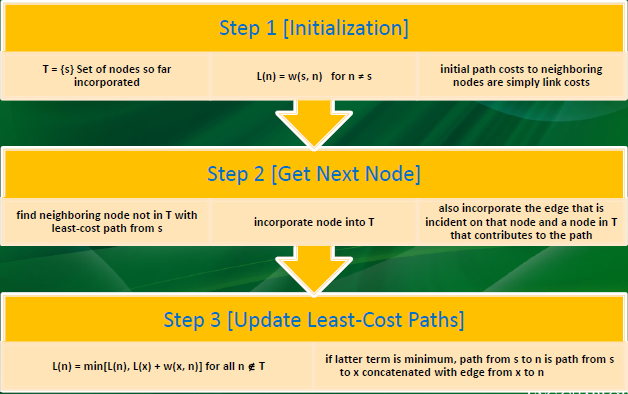 Step 1 [Initialization]
T = {s} Set of nodes so far
incorporated
L(n) = w(s, n) for n ≠ s
initial path costs to neighboring
nodes are simply link costs
Step 2 [Get Next Node]
find neighboring node not in T with
least-cost path from s
incorporate node into T
also incorporate the edge that is
incident on that node and a node in T
that contributes to the path
Step 3 [Update Least-Cost Paths]
L(n) = min[L(n), L(x) + w(x, n)] for all n ∉ T
if latter term is minimum, path from s to n is path from s
to x concatenated with edge from x to n